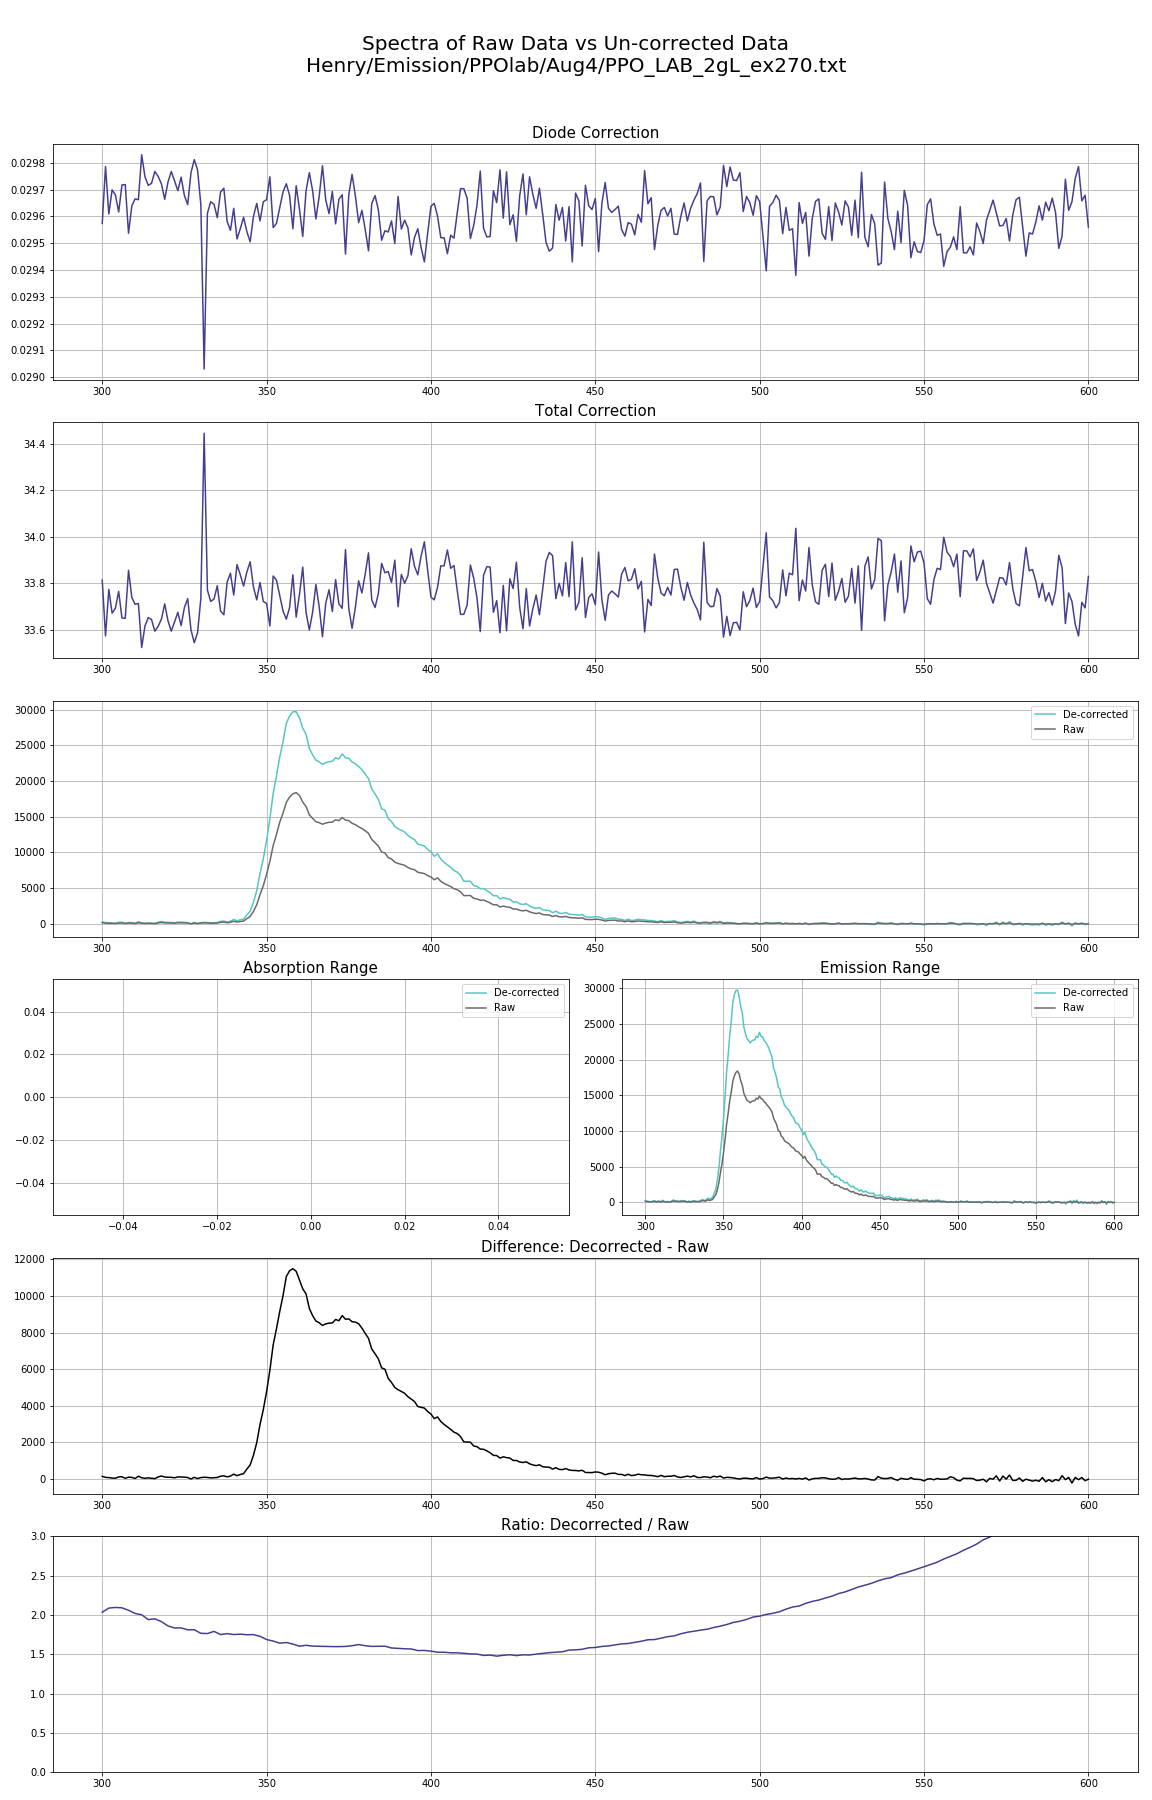 Spectra of Raw Data vs Un-corrected Data
Henry/Emission/PPOlab/Aug4/PPO_LAB_2gL_ex270.txt
Diode Correction
0.0298
0.0297
0.0296
0.0295
0.0294
0.0293
0.0292
0.0291
0.0290
300 350 400 450 500 550 600
Total Correction
34.4
34.2
34.0
33.8
33.6
300 350 400 450 500 550 600
30000
25000
20000
15000
10000
5000
0
De-corrected
Raw
300 350 400 450 500 550 600
Absorption Range
0.04
0.02
0.00
−0.02
−0.04
De-corrected
Raw
−0.04 −0.02 0.00 0.02 0.04
Emission Range
30000
25000
20000
15000
10000
5000
0
De-corrected
Raw
300 350 400 450 500 550 600
Difference: Decorrected - Raw
12000
10000
8000
6000
4000
2000
0
300 350 400 450 500 550 600
Ratio: Decorrected / Raw
3.0
2.5
2.0
1.5
1.0
0.5
0.0
300 350 400 450 500 550 600